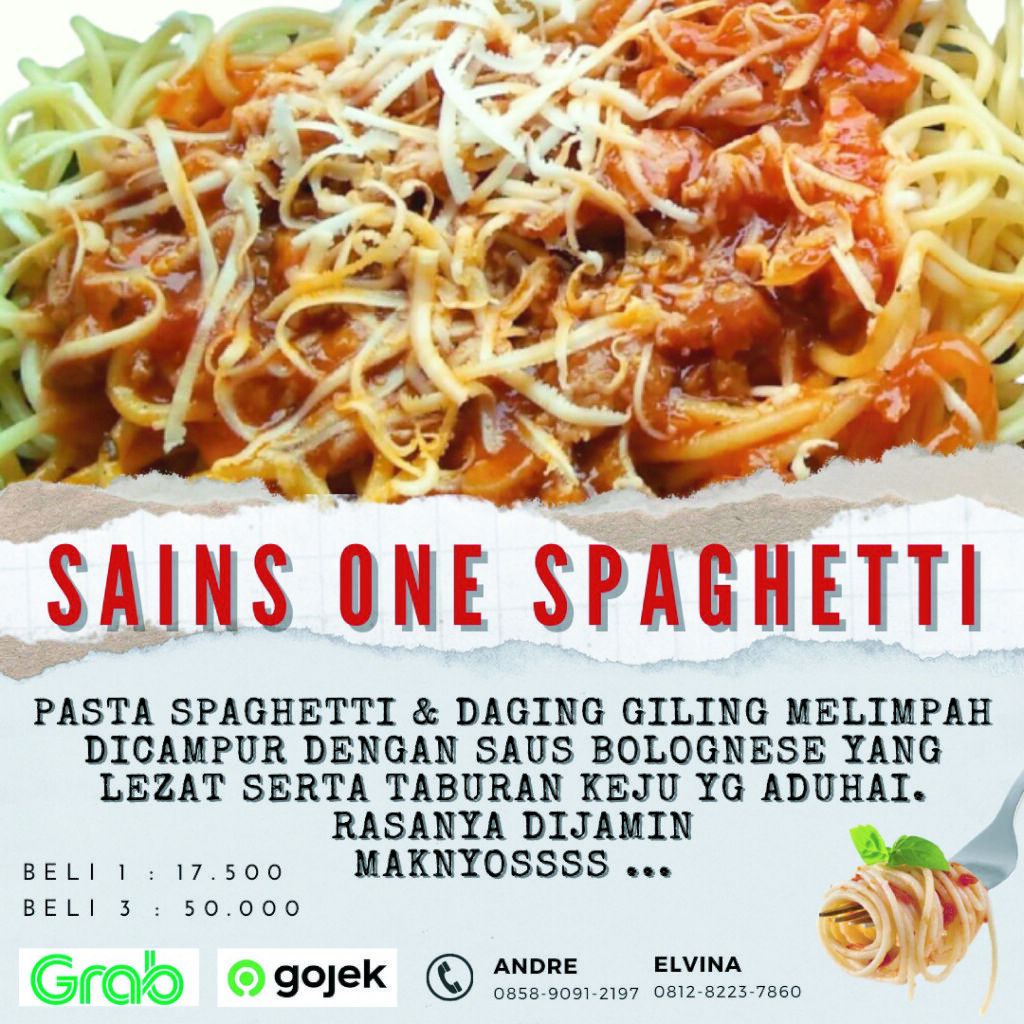 SAINS ONE SPAGHETTI
PASTA SPAGHETTI & DAGING GILING MELIMPAH
DICAMPUR DENGAN SAUS BOLOGNESE YANG
LEZAT SERTA TABURAN KEJU YG ADUHAI.
RASANYA DIJAMIN
MAKNYOSSSS ...
BELI 1 : 17.500
BELI 3 : 50.000
Grab
gojek
ANDRE
0858-9091-2197
ELVINA
0812-8223-7860